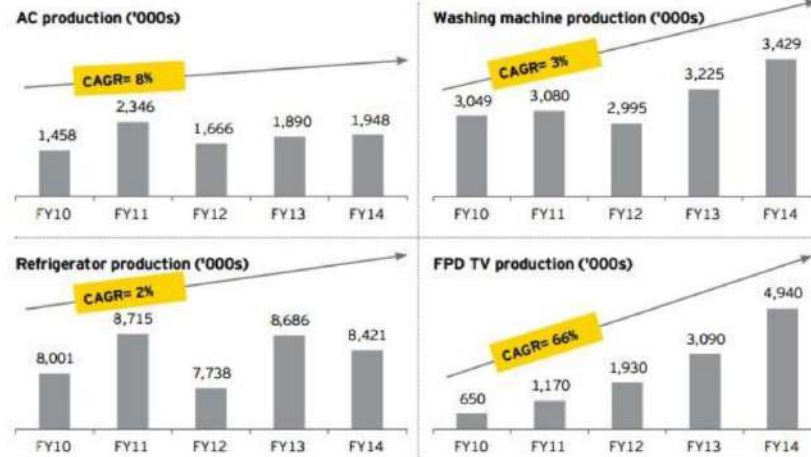 AC production ('000s)
CAGR= 8%
1,458
2,346
1,666
1,890
1,948
FY10 FY11 FY12 FY13 FY14
Washing machine production ('000s)
CAGR= 3%
3,049
3,080
2,995
3,225
3,429
FY10 FY11 FY12 FY13 FY14
Refrigerator production ('000s)
CAGR= 2%
8,001
8,715
7,738
8,686
8,421
FY10 FY11 FY12 FY13 FY14
FPD TV production ('000s)
CAGR= 66%
650
1,170
1,930
3,090
4,940
FY10 FY11 FY12 FY13 FY14